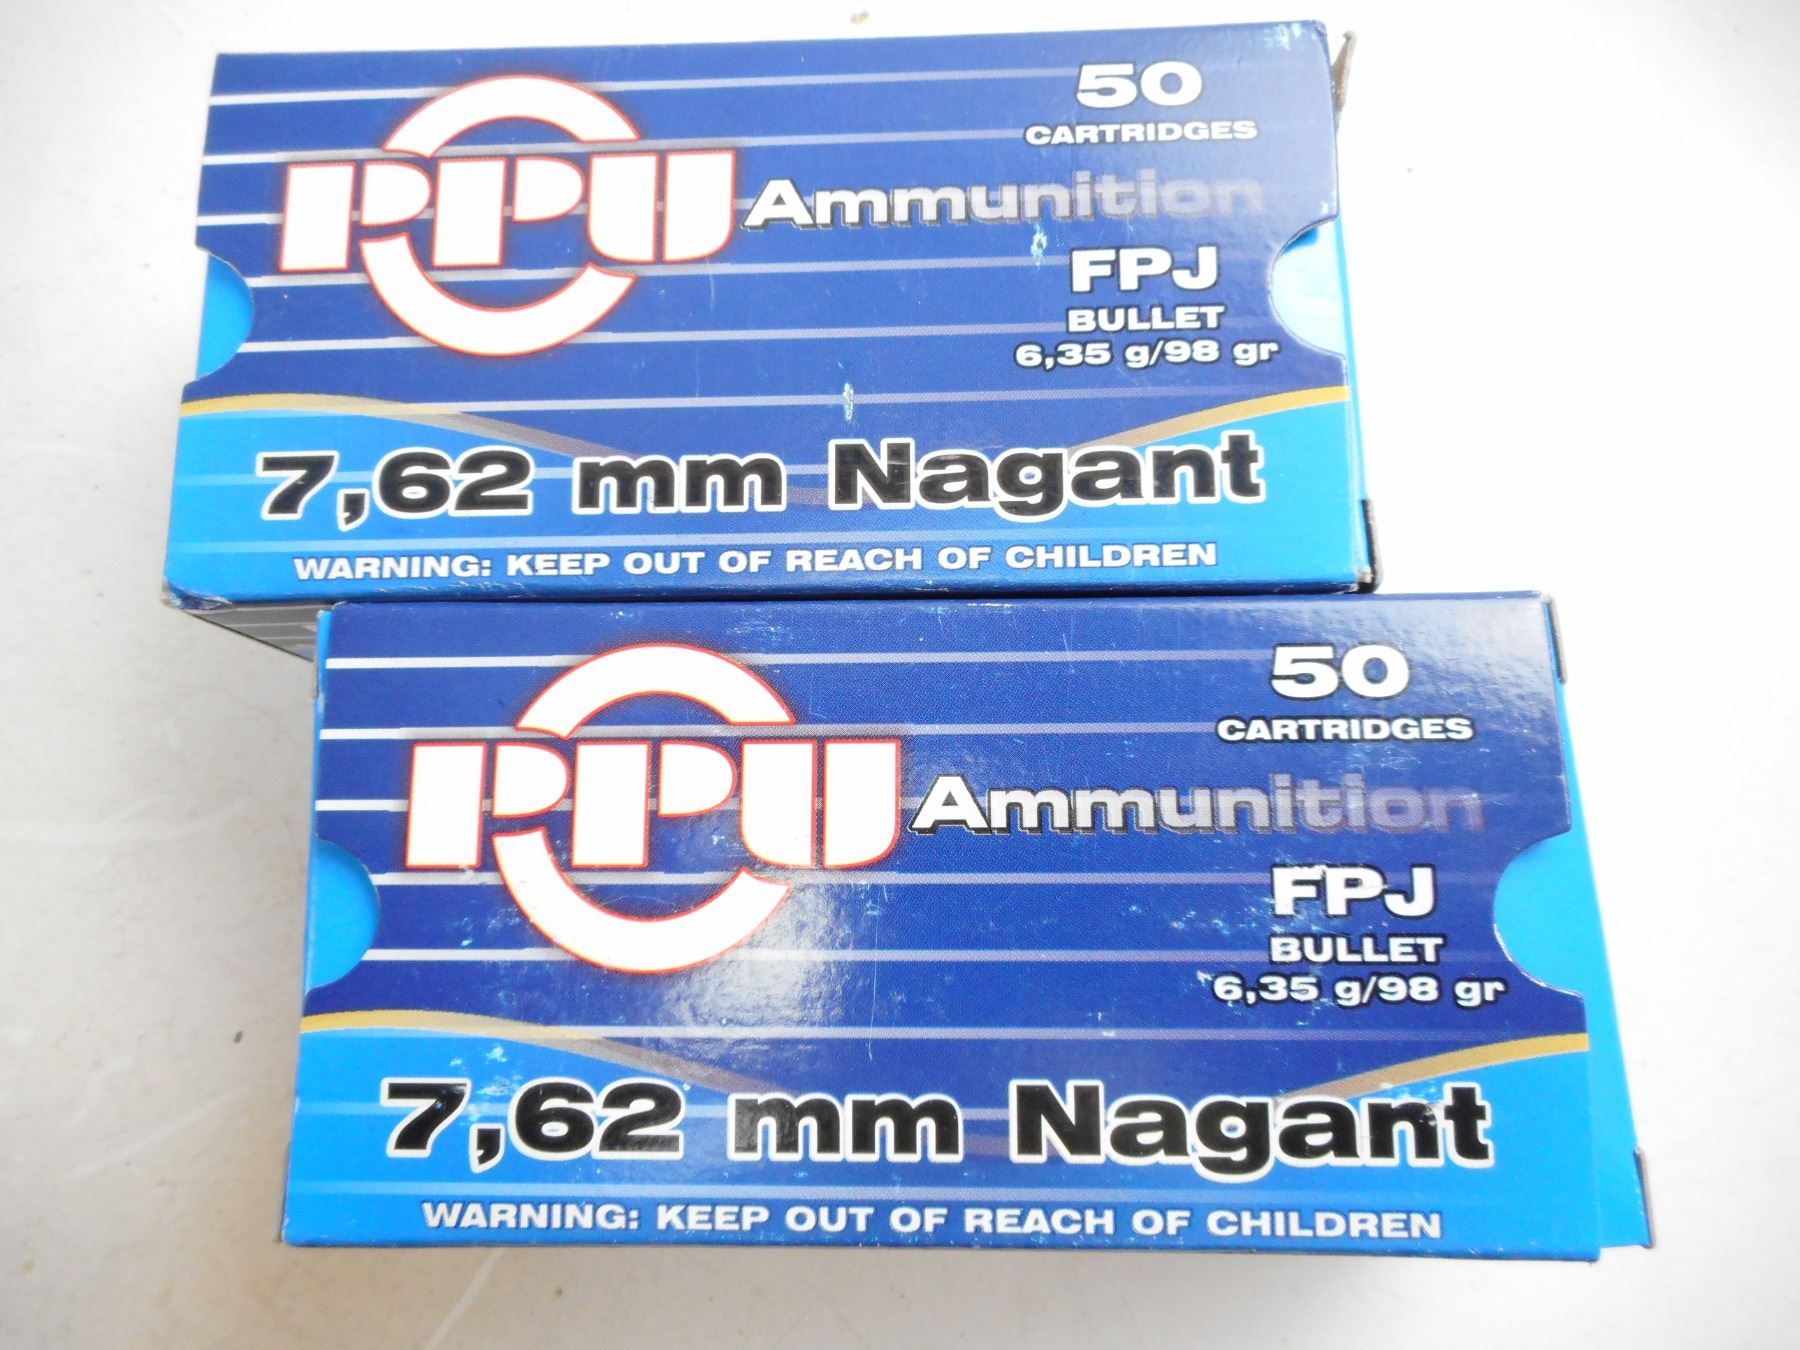 50
CARTRIDGES
PPU Ammunition
FPJ
BULLET
6,35 g/98 gr
7,62 mm Nagant
WARNING: KEEP OUT OF REACH OF CHILDREN
50
CARTRIDGES
PPU Ammunition
FPJ
BULLET
6,35 g/98 gr
7,62 mm Nagant
WARNING: KEEP OUT OF REACH OF CHILDREN